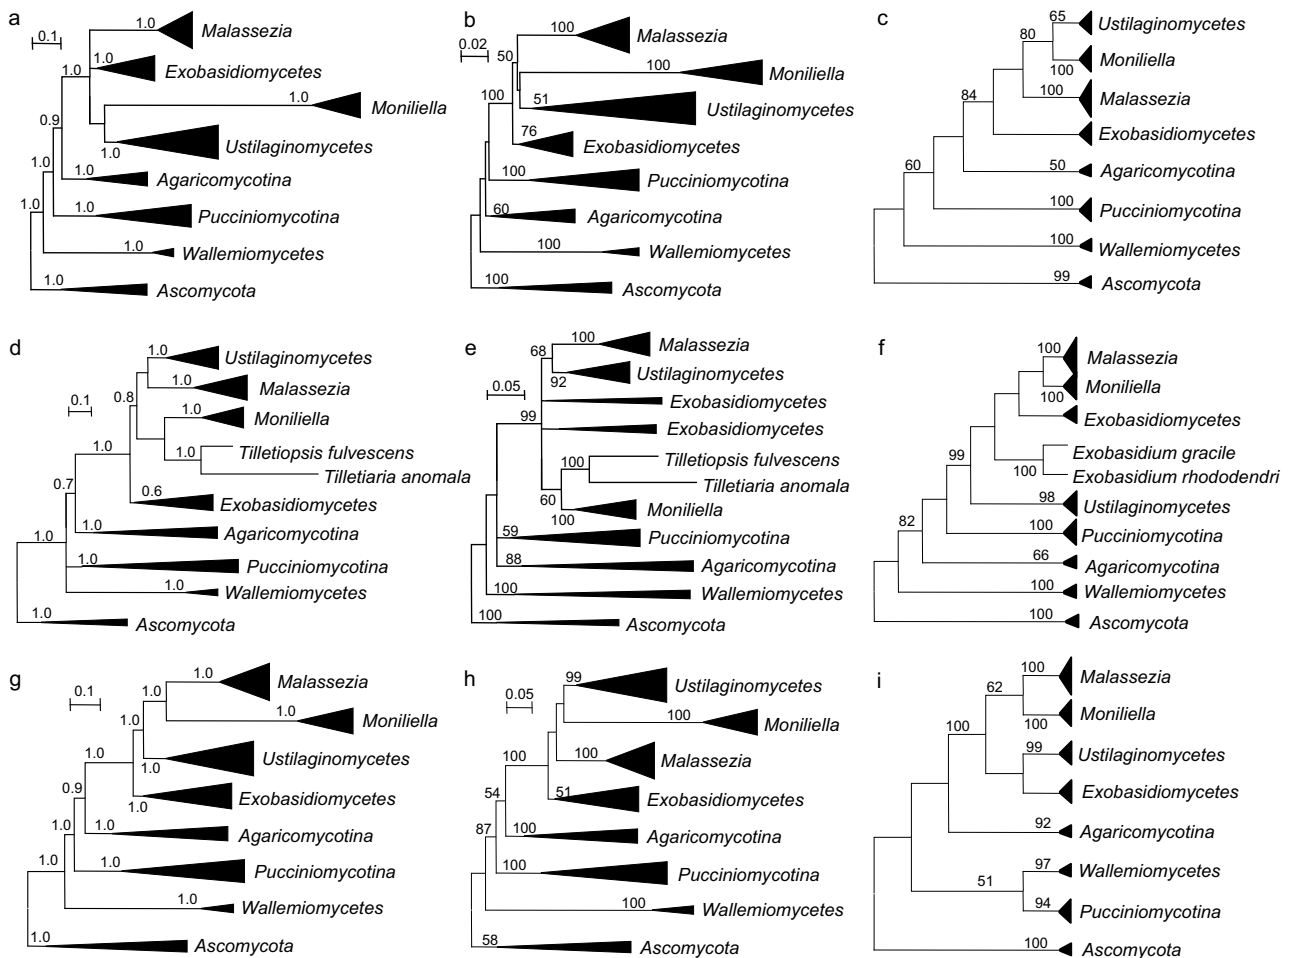 a
0.1
1.0
Malassezia
1.0
Exobasidiomycetes
1.0
1.0
Moniliella
0.9
1.0
Ustilaginomycetes
1.0
1.0
Agaricomycotina
1.0
1.0
Pucciniomycotina
1.0
Wallemiomycetes
1.0
Ascomycota
b
0.02
100
Malassezia
50
100
Moniliella
100
51
Ustilaginomycetes
76
Exobasidiomycetes
100
Pucciniomycotina
60
Agaricomycotina
100
Wallemiomycetes
100
Ascomycota
c
65
Ustilaginomycetes
80
Moniliella
100
100
Malassezia
84
Exobasidiomycetes
60
50
Agaricomycotina
100
Pucciniomycotina
100
Wallemiomycetes
99
Ascomycota
d
0.1
1.0
Ustilaginomycetes
1.0
Malassezia
0.8
1.0
Moniliella
1.0
1.0
Tilletiopsis fulvescens
Tilletiaria anomala
0.7
0.6
Exobasidiomycetes
1.0
1.0
Agaricomycotina
1.0
Pucciniomycotina
1.0
Wallemiomycetes
1.0
Ascomycota
e
0.05
100
Malassezia
68
92
Ustilaginomycetes
Exobasidiomycetes
99
Exobasidiomycetes
100
Tilletiopsis fulvescens
Tilletiaria anomala
60
100
Moniliella
59
Pucciniomycotina
88
Agaricomycotina
100
Wallemiomycetes
100
Ascomycota
f
100
Malassezia
Moniliella
100
Exobasidiomycetes
99
Exobasidium gracile
100
Exobasidium rhododendri
98
Ustilaginomycetes
82
100
Pucciniomycotina
66
Agaricomycotina
100
Wallemiomycetes
100
Ascomycota
g
0.1
1.0
Malassezia
1.0
1.0
Moniliella
1.0
1.0
Ustilaginomycetes
1.0
0.9
1.0
Exobasidiomycetes
1.0
1.0
Agaricomycotina
1.0
1.0
Pucciniomycotina
1.0
Wallemiomycetes
1.0
Ascomycota
h
0.05
99
Ustilaginomycetes
100
Moniliella
100
100
Malassezia
54
51
Exobasidiomycetes
87
100
Agaricomycotina
100
Pucciniomycotina
100
Wallemiomycetes
58
Ascomycota
i
100
Malassezia
62
Moniliella
100
100
99
Ustilaginomycetes
Exobasidiomycetes
92
Agaricomycotina
51
97
Wallemiomycetes
94
Pucciniomycotina
100
Ascomycota